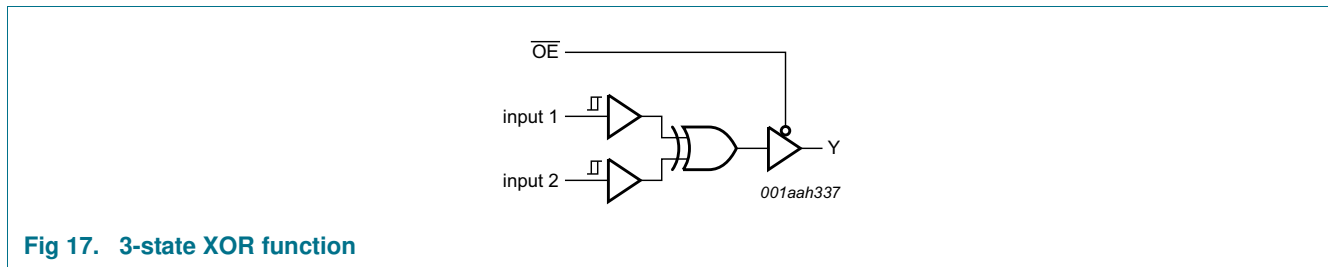 OE
input 1
input 2
Y
001aah337
Fig 17. 3-state XOR function